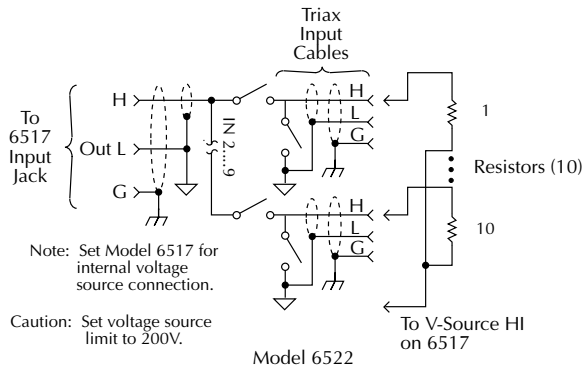 Triax
Input
Cables
To
6517
Input
Jack
H
Out L
G
IN 2....9
H
L
G
H
L
G
1
Resistors (10)
10
Note: Set Model 6517 for
internal voltage
source connection.
Caution: Set voltage source
limit to 200V.
To V-Source HI
on 6517
Model 6522